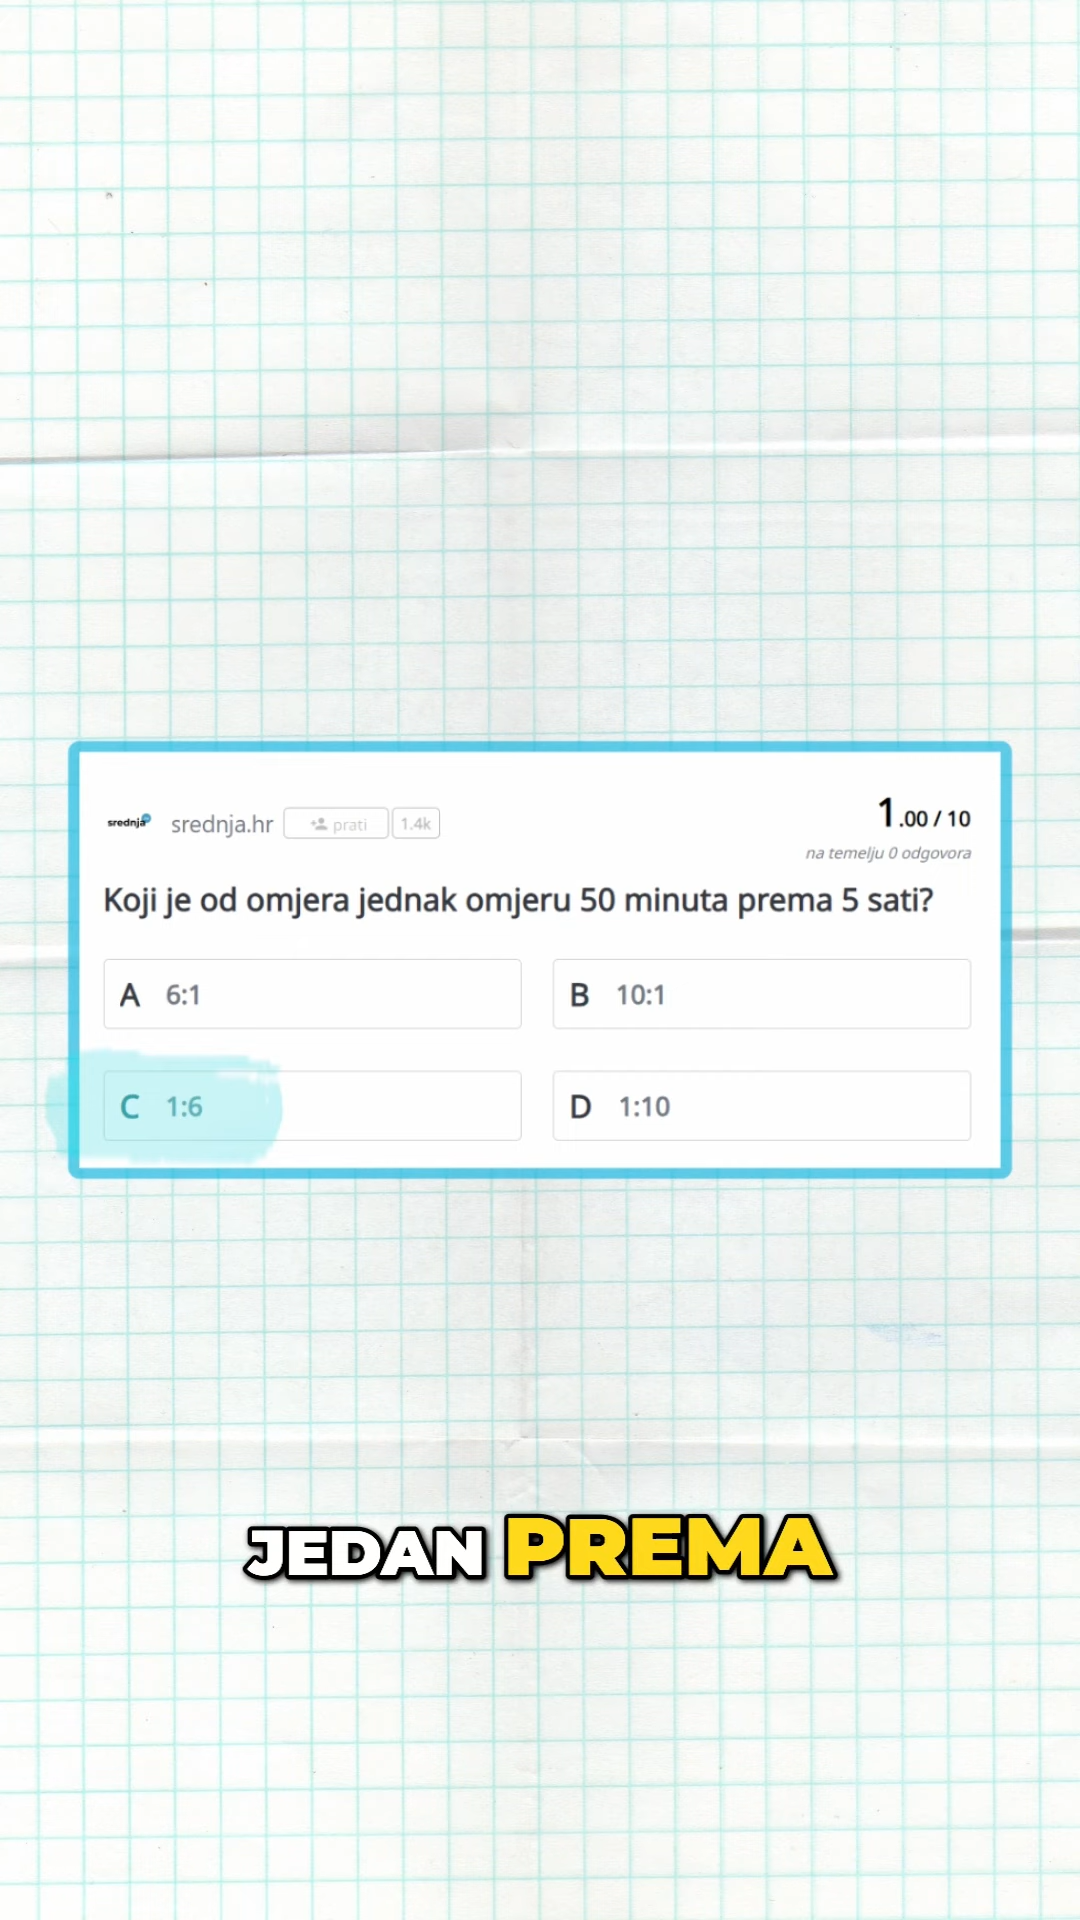 srednja srednja.hr prati 1.4k
1.00 / 10
na temelju 0 odgovora
Koji je od omjera jednak omjeru 50 minuta prema 5 sati?
A 6:1
B 10:1
C 1:6
D 1:10
JEDAN PREMA